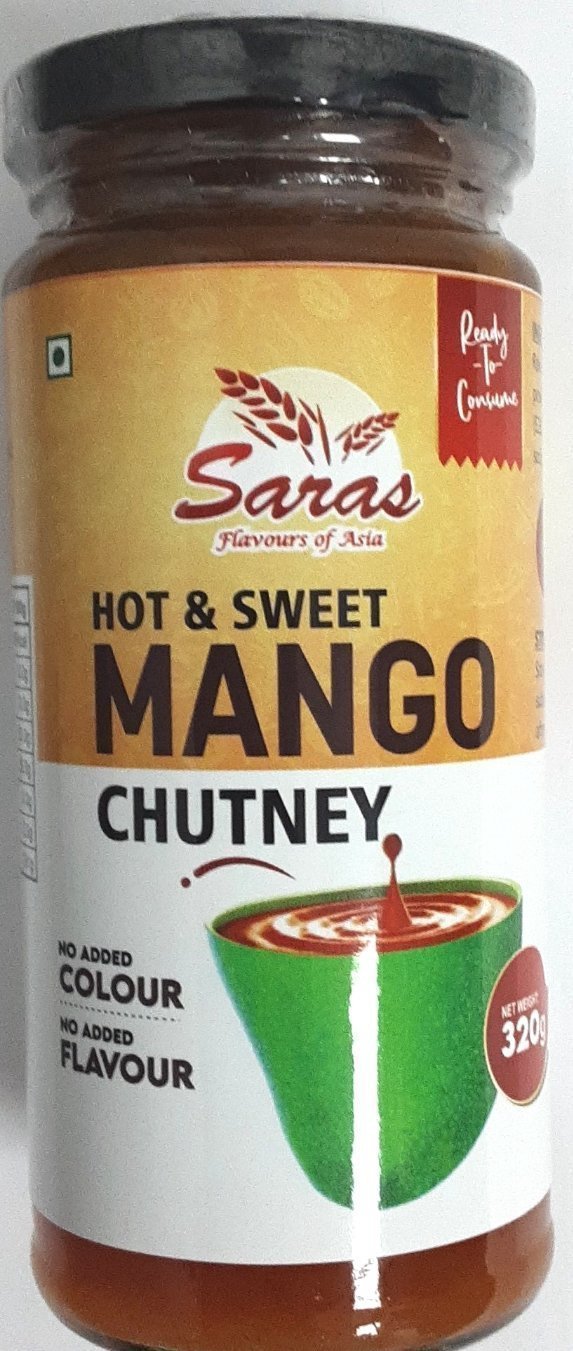 Ready
-To-
Consume
Saras
Flavours of Asia
HOT & SWEET
MANGO
CHUTNEY
NO ADDED
COLOUR
NO ADDED
FLAVOUR
NET WEIGHT:
320g